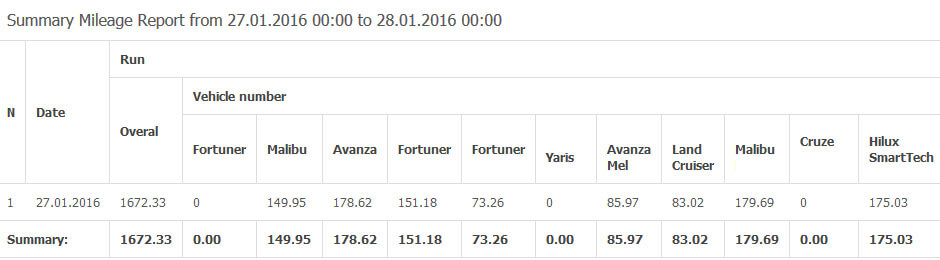 Summary Mileage Report from 27.01.2016 00:00 to 28.01.2016 00:00
N Date Run
Overal Vehicle number
Fortuner Malibu Avanza Fortuner Fortuner Yaris Avanza Mel Land Cruiser Malibu Cruze Hilux SmartTech
1 27.01.2016 1672.33 0 149.95 178.62 151.18 73.26 0 85.97 83.02 179.69 0 175.03
Summary: 1672.33 0.00 149.95 178.62 151.18 73.26 0.00 85.97 83.02 179.69 0.00 175.03